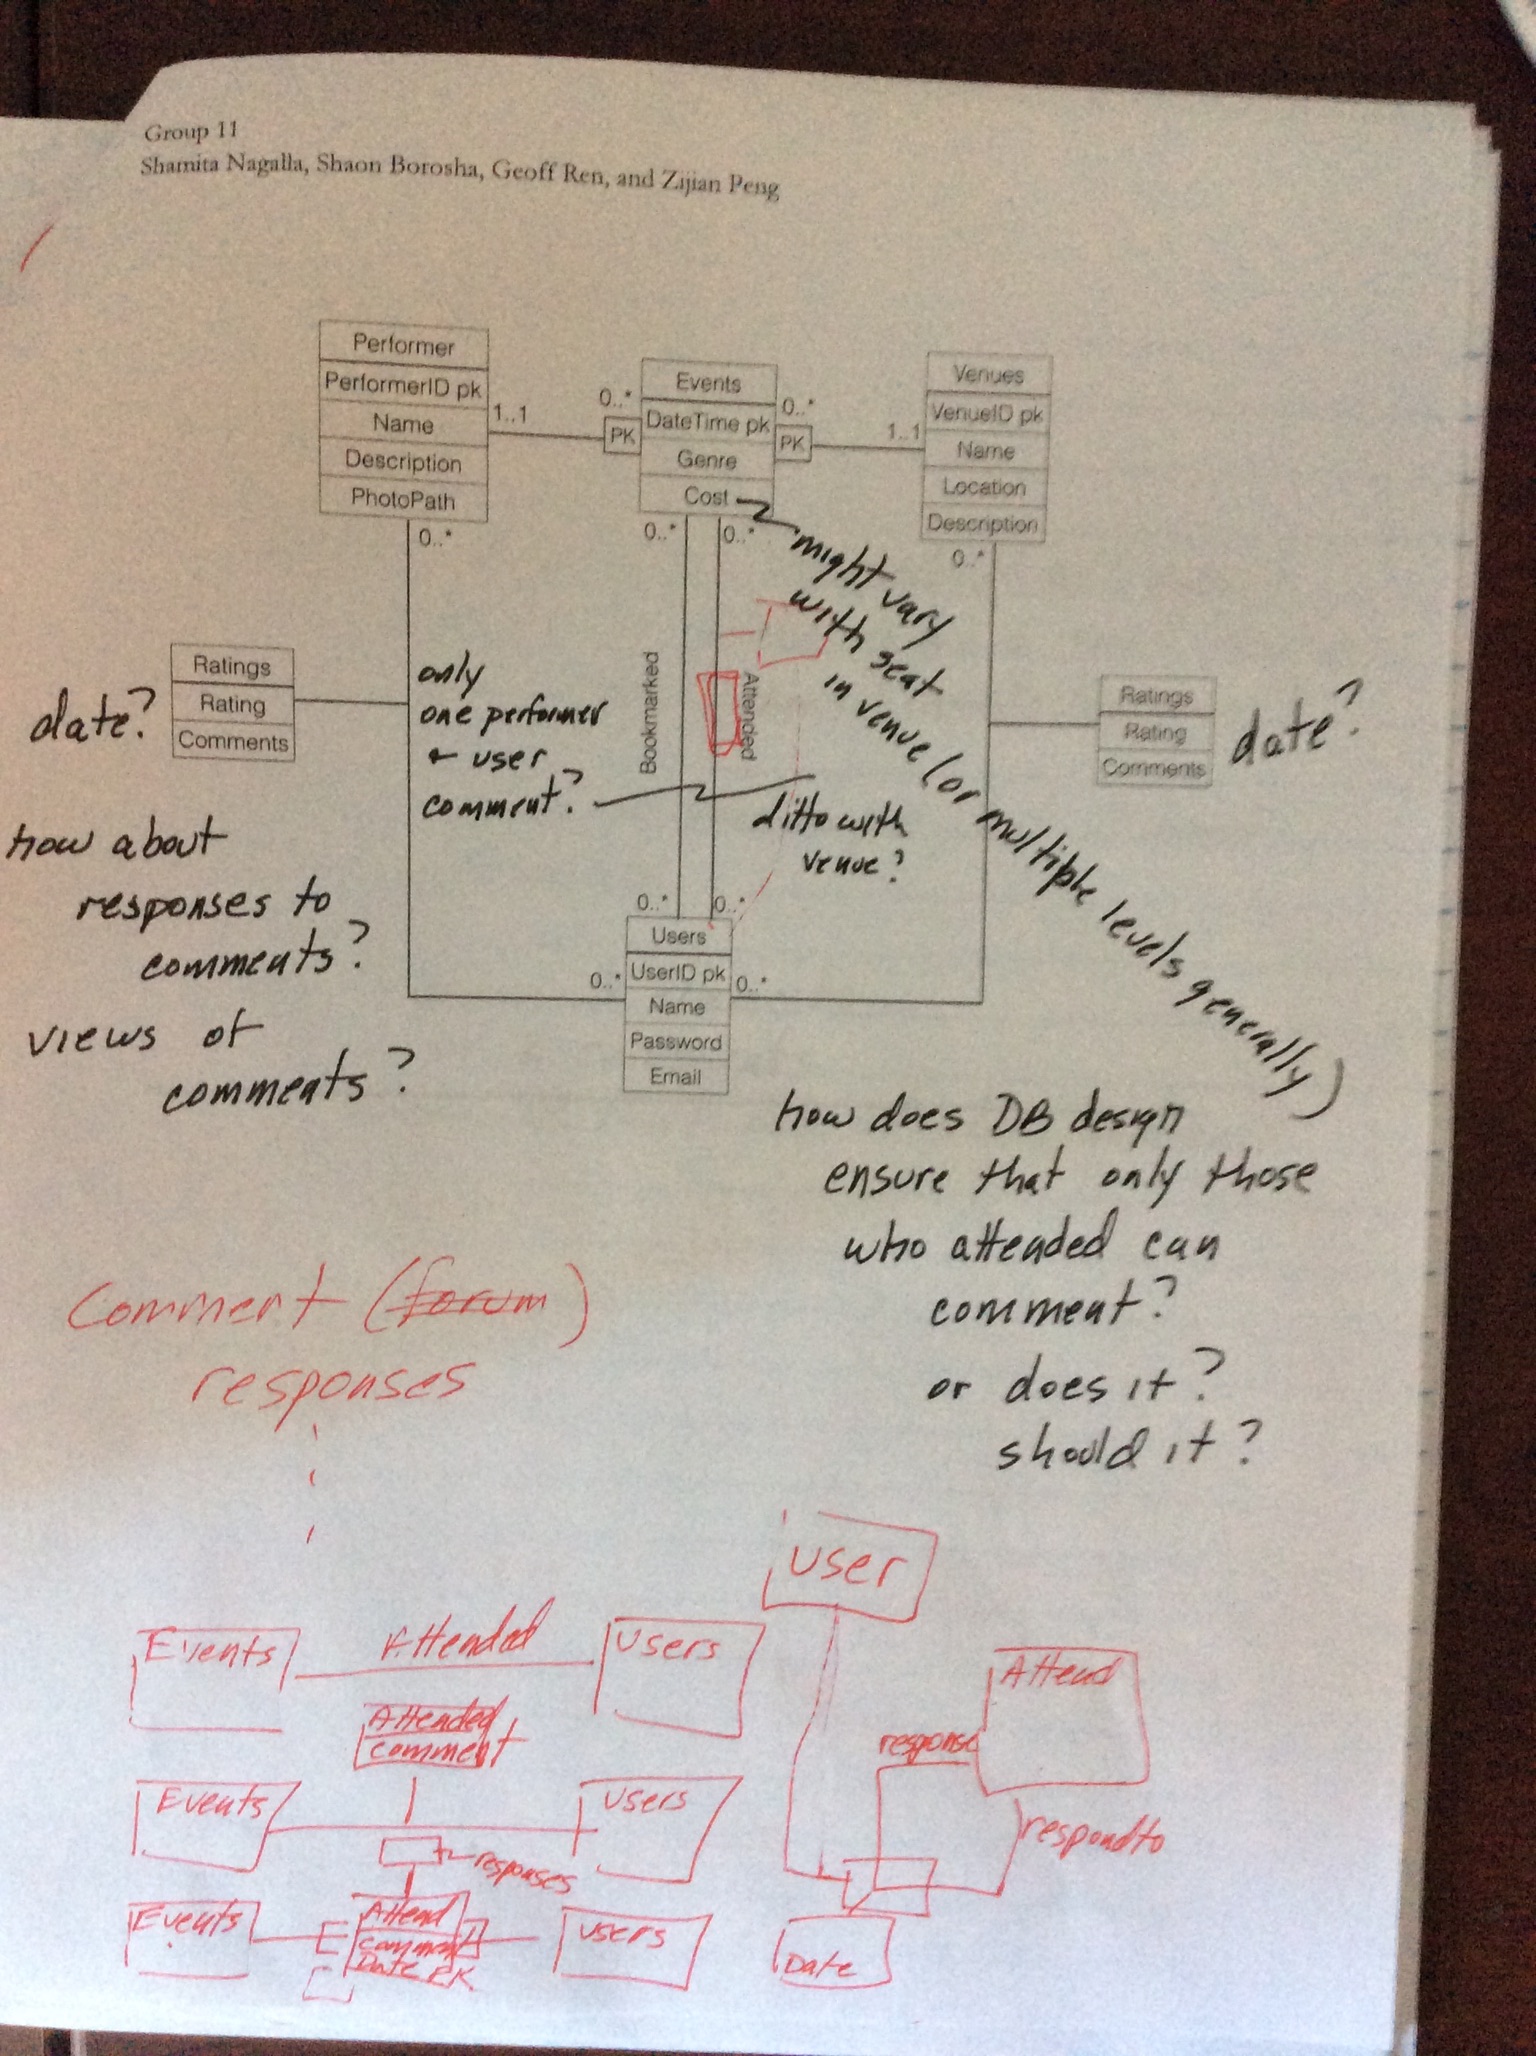 Group 11
Shamita Nagalla, Shaon Borosha, Geoff Ren, and Zijian Peng
Performer
PerformerID pk
Name
Description
PhotoPath
1..1
0..*
PK
Events
DateTime pk
Genre
Cost
0..*
PK
1..1
Venues
VenueID pk
Name
Location
Description
0..*
0..*
0..*
0..*
might vary
with seat
in venue (or multiple levels generally)
date?
Ratings
Rating
Comments
only
one performer
+ user
comment?
Bookmarked
Attended
ditto with
venue?
Ratings
Rating
Comments
date?
how about
responses to
comments?
views of
comments?
0..*
0..*
Users
0..*
UserID pk
0..*
Name
Password
Email
how does DB design
ensure that only those
who attended can
comment?
or does it?
should it?
Comment (forum)
responses
Events
Attended
Users
Attended
comment
Events
users
responses
Events
Attend
comment
Date PK
users
User
Attend
response
respondto
Date